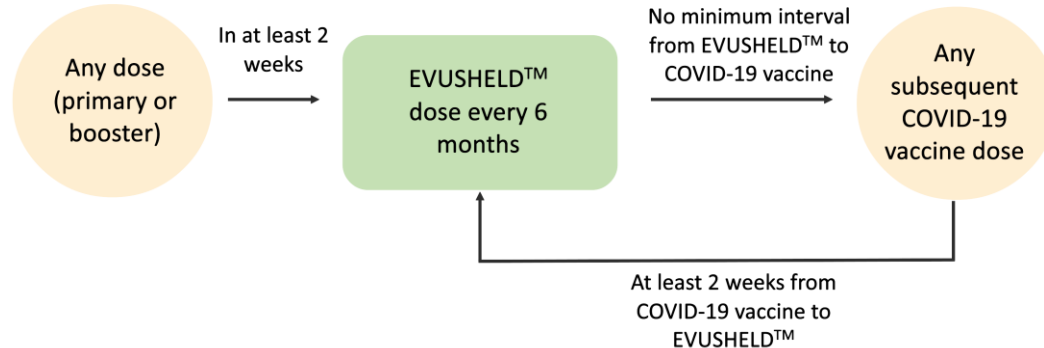 Any dose
(primary or
booster)
In at least 2
weeks
EVUSHELD™
dose every 6
months
No minimum interval
from EVUSHELD™ to
COVID-19 vaccine
Any
subsequent
COVID-19
vaccine dose
At least 2 weeks from
COVID-19 vaccine to
EVUSHELD™